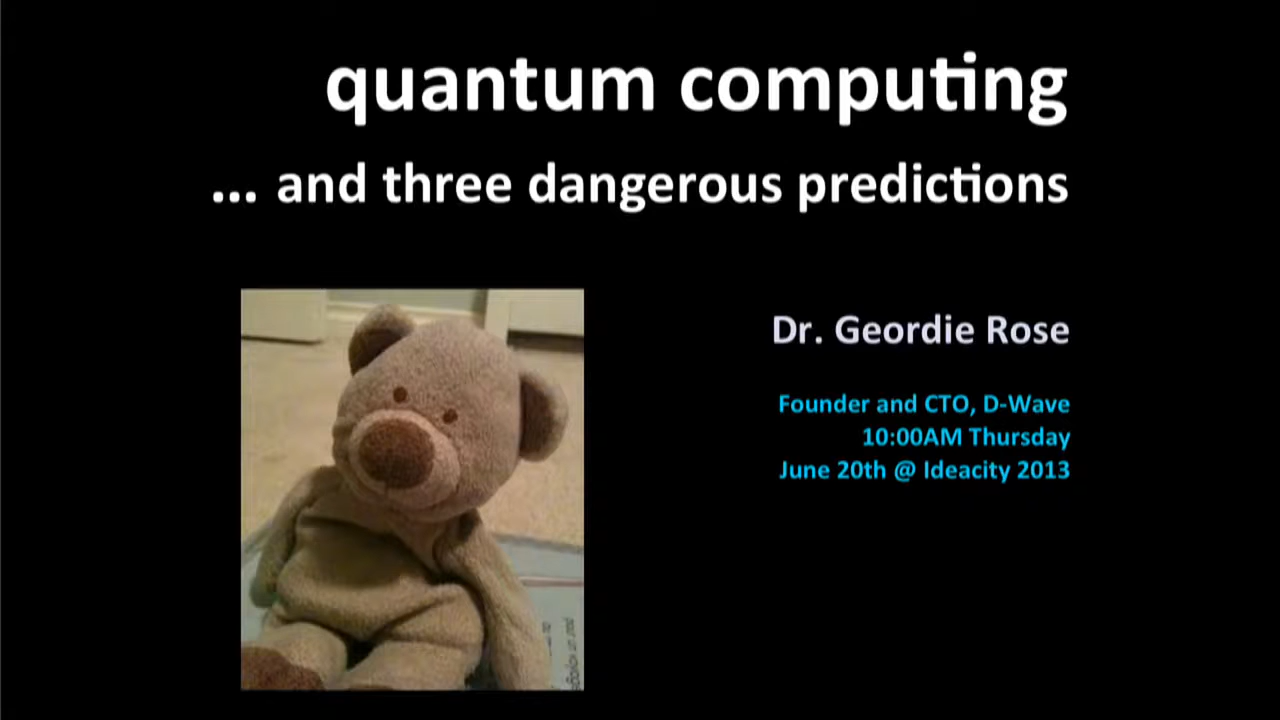 quantum computing
... and three dangerous predictions
Dr. Geordie Rose
Founder and CTO, D-Wave
10:00AM Thursday
June 20th @ Ideacity 2013